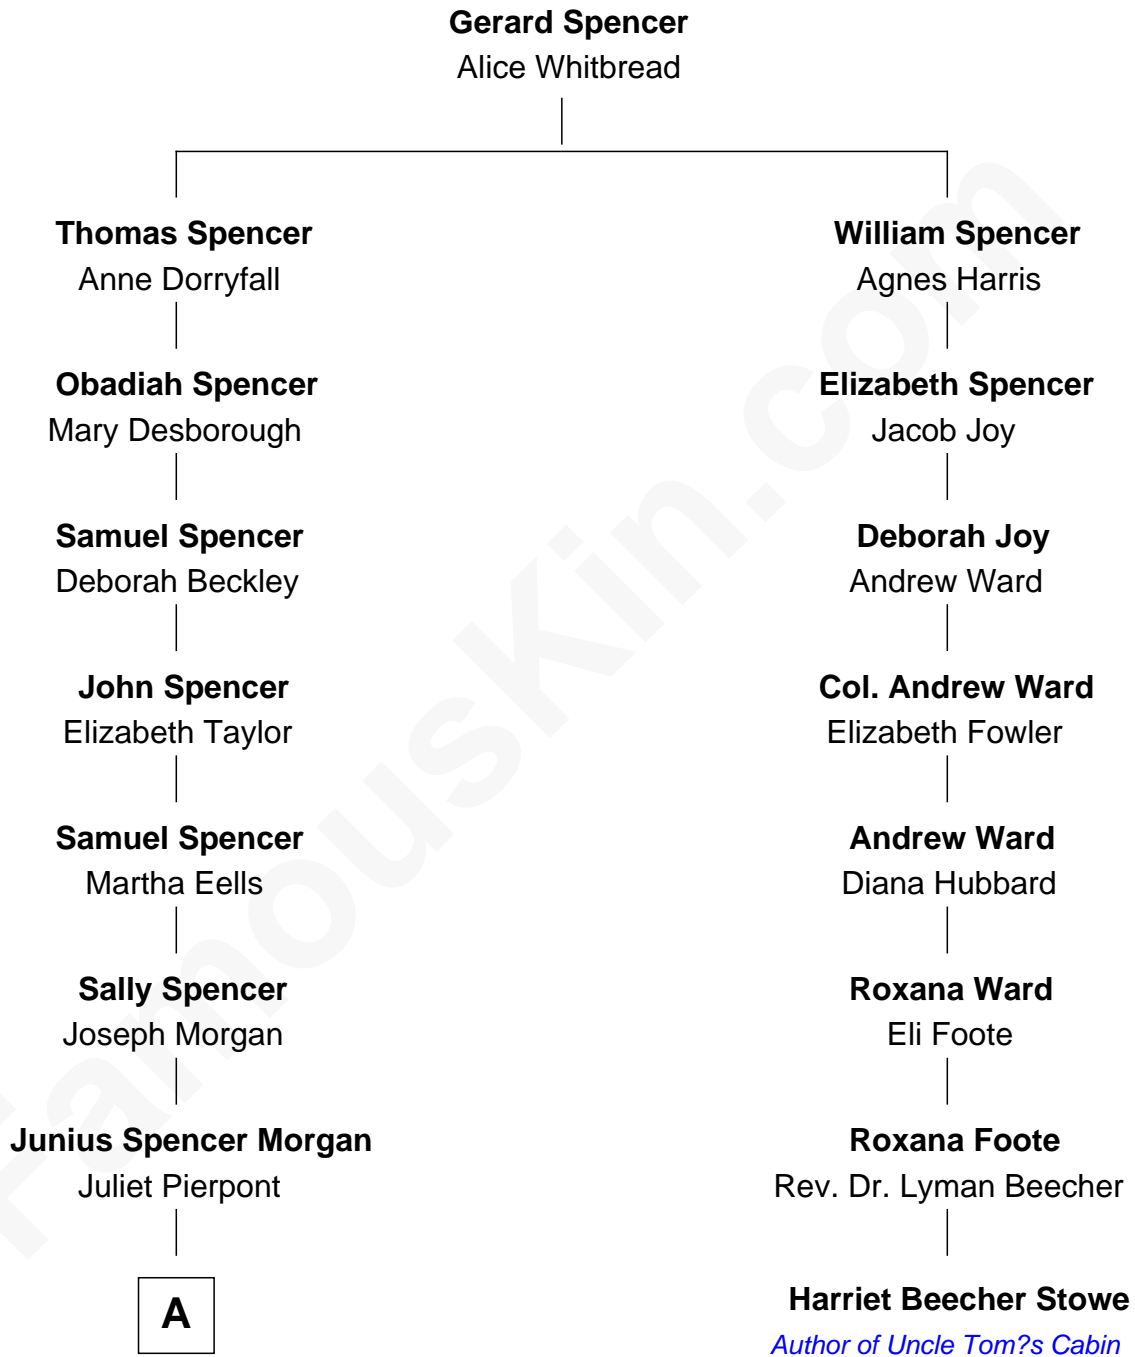 Gerard Spencer
Alice Whitbread
Thomas Spencer
Anne Dorryfall
Obadiah Spencer
Mary Desborough
Samuel Spencer
Deborah Beckley
John Spencer
Elizabeth Taylor
Samuel Spencer
Martha Eells
Sally Spencer
Joseph Morgan
Junius Spencer Morgan
Juliet Pierpont
A
William Spencer
Agnes Harris
Elizabeth Spencer
Jacob Joy
Deborah Joy
Andrew Ward
Col. Andrew Ward
Elizabeth Fowler
Andrew Ward
Diana Hubbard
Roxana Ward
Eli Foote
Roxana Foote
Rev. Dr. Lyman Beecher
Harriet Beecher Stowe
Author of Uncle Tom?s Cabin
FamousKin.com